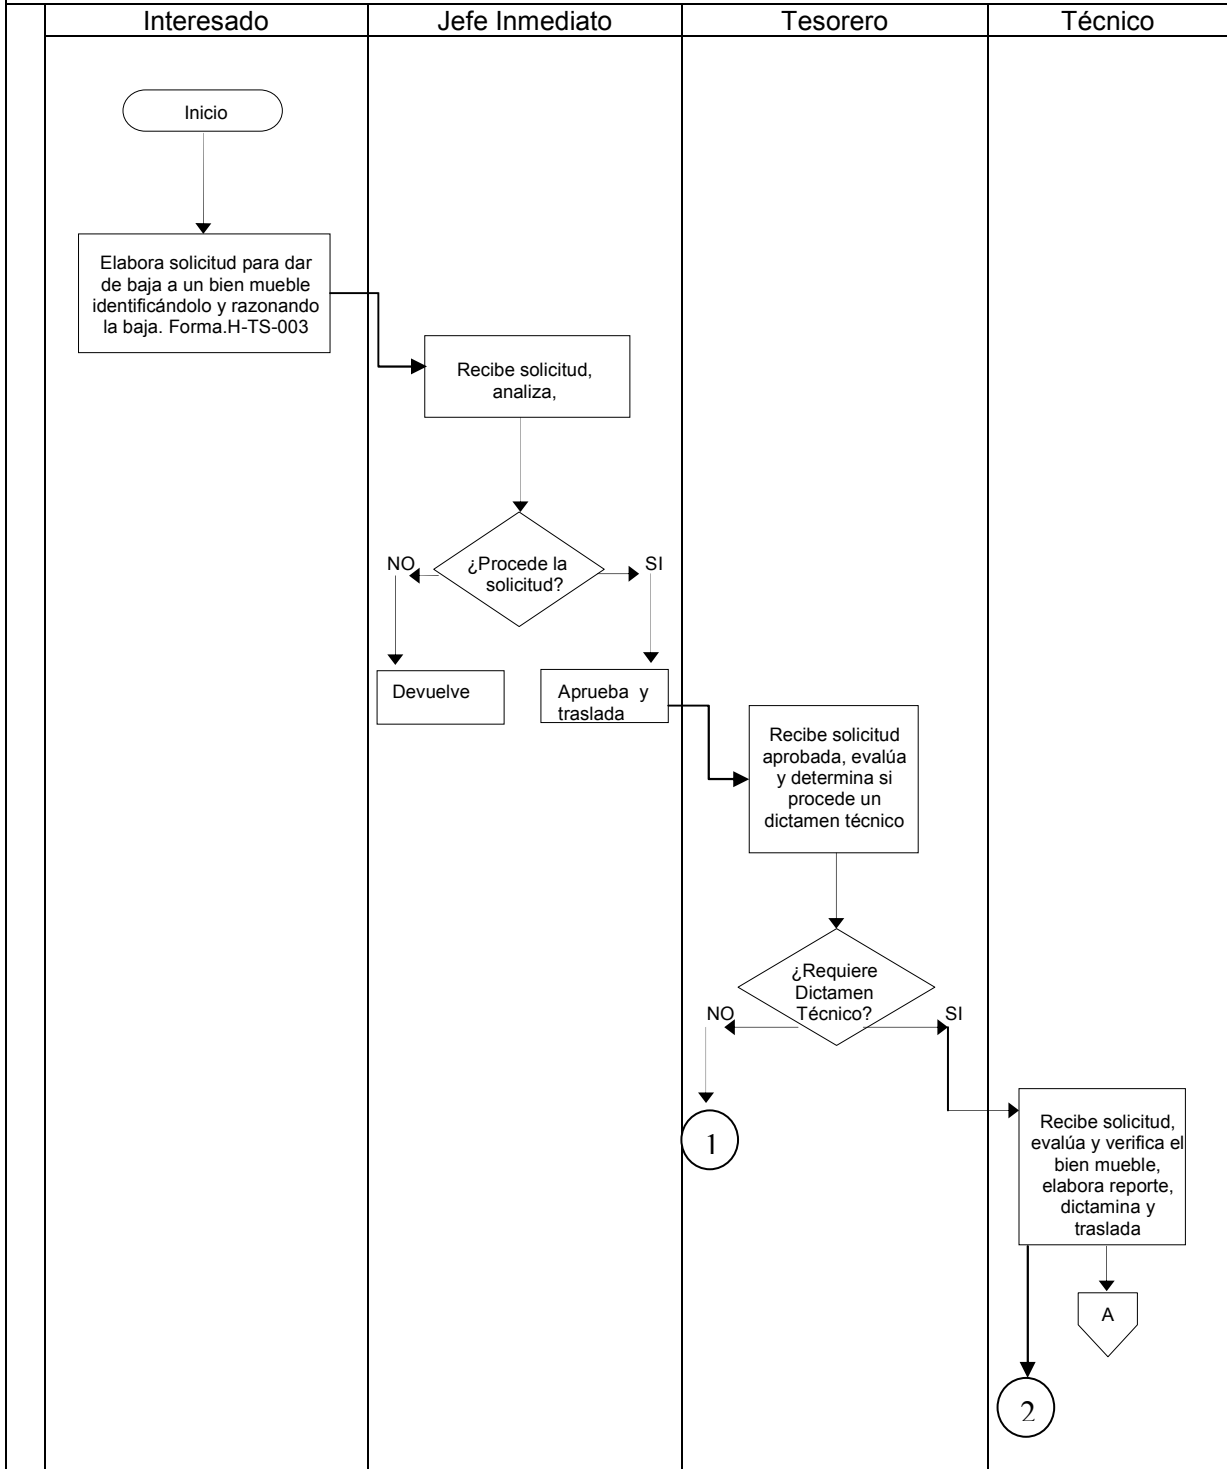 Interesado
Jefe Inmediato
Tesorero
Técnico
Inicio
Elabora solicitud para dar
de baja a un bien mueble
identificándolo y razonando
la baja. Forma.H-TS-003
Recibe solicitud,
analiza,
¿Procede la
solicitud?
NO
SI
Devuelve
Aprueba y
traslada
Recibe solicitud
aprobada, evalúa
y determina si
procede un
dictamen técnico
¿Requiere
Dictamen
Técnico?
NO
SI
1
Recibe solicitud,
evalúa y verifica el
bien mueble,
elabora reporte,
dictamina y
traslada
A
2